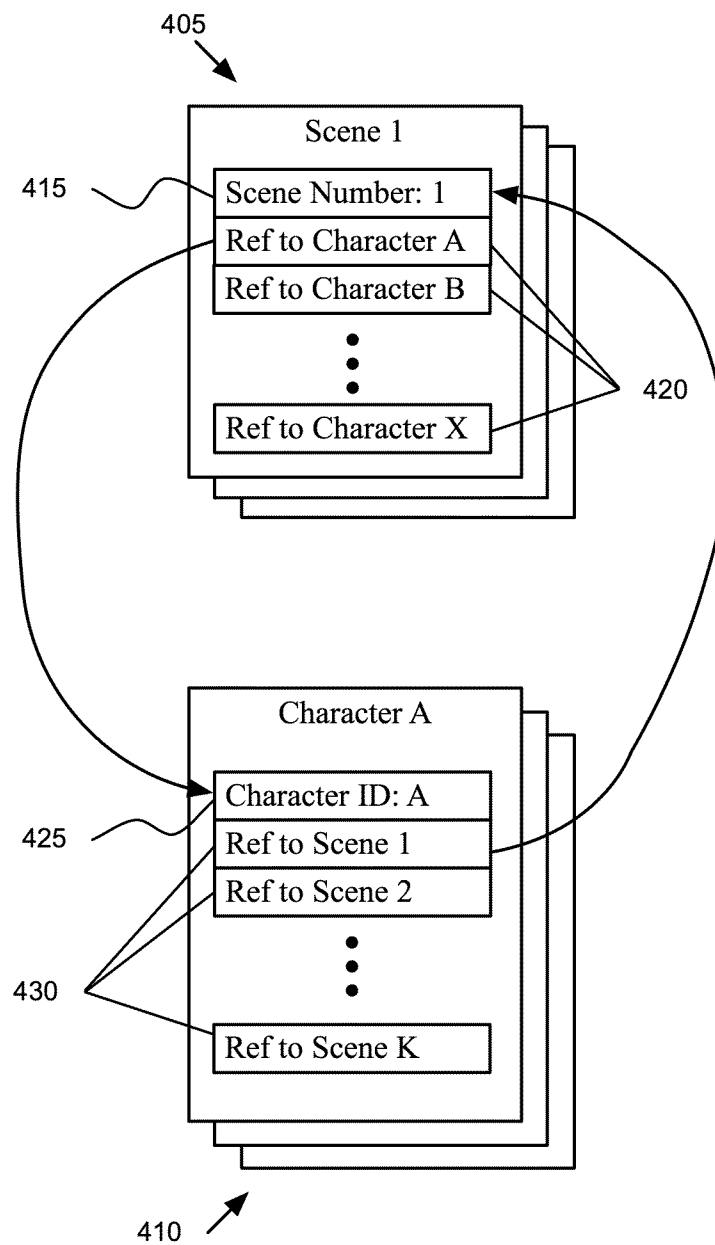 405
Scene 1
415
Scene Number: 1
Ref to Character A
Ref to Character B
420
Ref to Character X
Character A
Character ID: A
425
Ref to Scene 1
Ref to Scene 2
430
Ref to Scene K
410